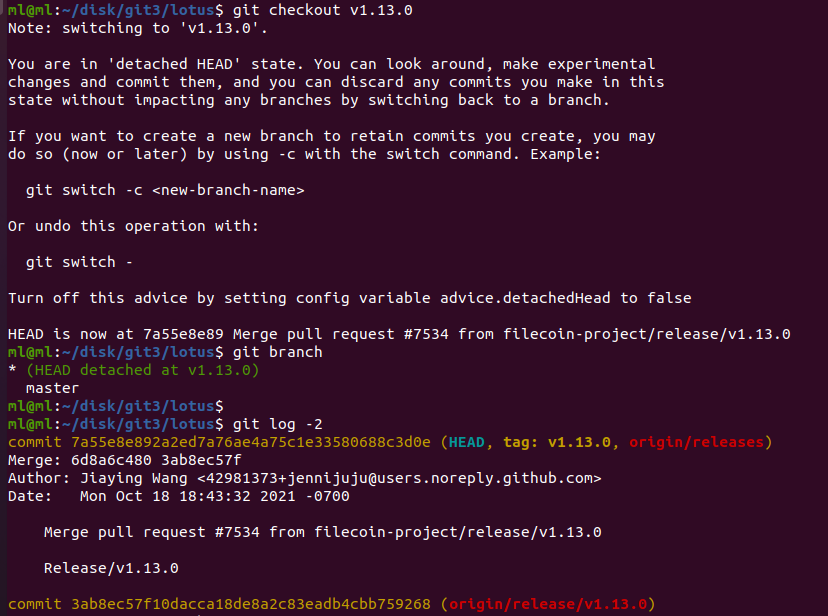 ml@ml:~/disk/git3/lotus$ git checkout v1.13.0
Note: switching to 'v1.13.0'.
You are in 'detached HEAD' state. You can look around, make experimental
changes and commit them, and you can discard any commits you make in this
state without impacting any branches by switching back to a branch.
If you want to create a new branch to retain commits you create, you may
do so (now or later) by using -c with the switch command. Example:
git switch -c <new-branch-name>
Or undo this operation with:
git switch -
Turn off this advice by setting config variable advice.detachedHead to false
HEAD is now at 7a55e8e89 Merge pull request #7534 from filecoin-project/release/v1.13.0
ml@ml:~/disk/git3/lotus$ git branch
* (HEAD detached at v1.13.0)
master
ml@ml:~/disk/git3/lotus$
ml@ml:~/disk/git3/lotus$ git log -2
commit 7a55e8e892a2ed7a76ae4a75c1e33580688c3d0e (HEAD, tag: v1.13.0, origin/releases)
Merge: 6d8a6c480 3ab8ec57f
Author: Jiaying Wang <42981373+jennijuju@users.noreply.github.com>
Date:   Mon Oct 18 18:43:32 2021 -0700
Merge pull request #7534 from filecoin-project/release/v1.13.0
Release/v1.13.0
commit 3ab8ec57f10dacca18de8a2c83eadb4cbb759268 (origin/release/v1.13.0)